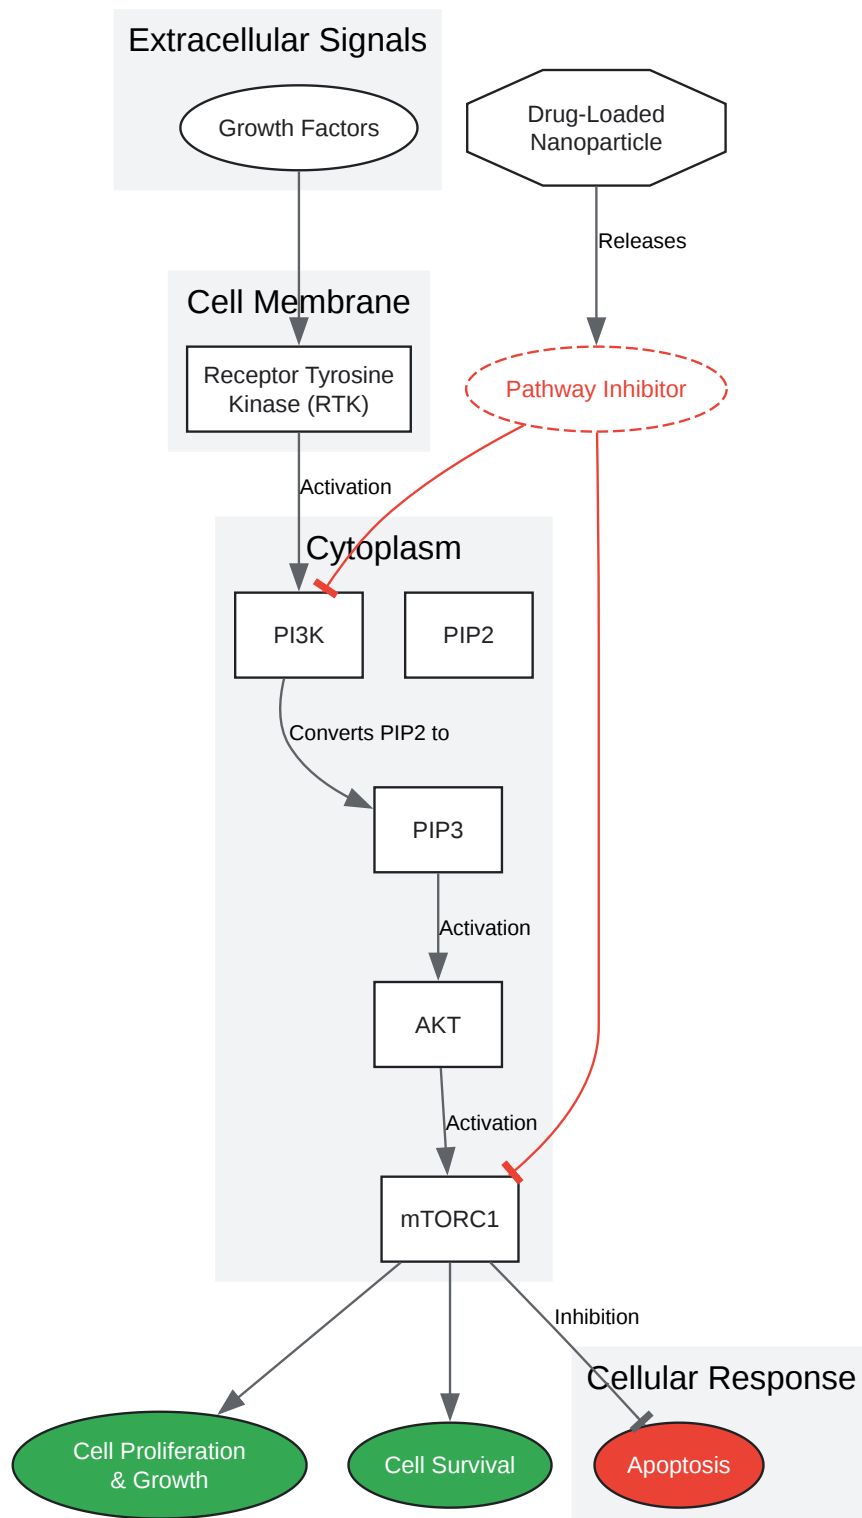 Extracellular Signals
Growth Factors
Drug-Loaded
Nanoparticle
Releases
Cell Membrane
Receptor Tyrosine
Kinase (RTK)
Pathway Inhibitor
Activation
Cytoplasm
PI3K
PIP2
Converts PIP2 to
PIP3
Activation
AKT
Activation
mTORC1
Inhibition
Cellular Response
Cell Proliferation
& Growth
Cell Survival
Apoptosis